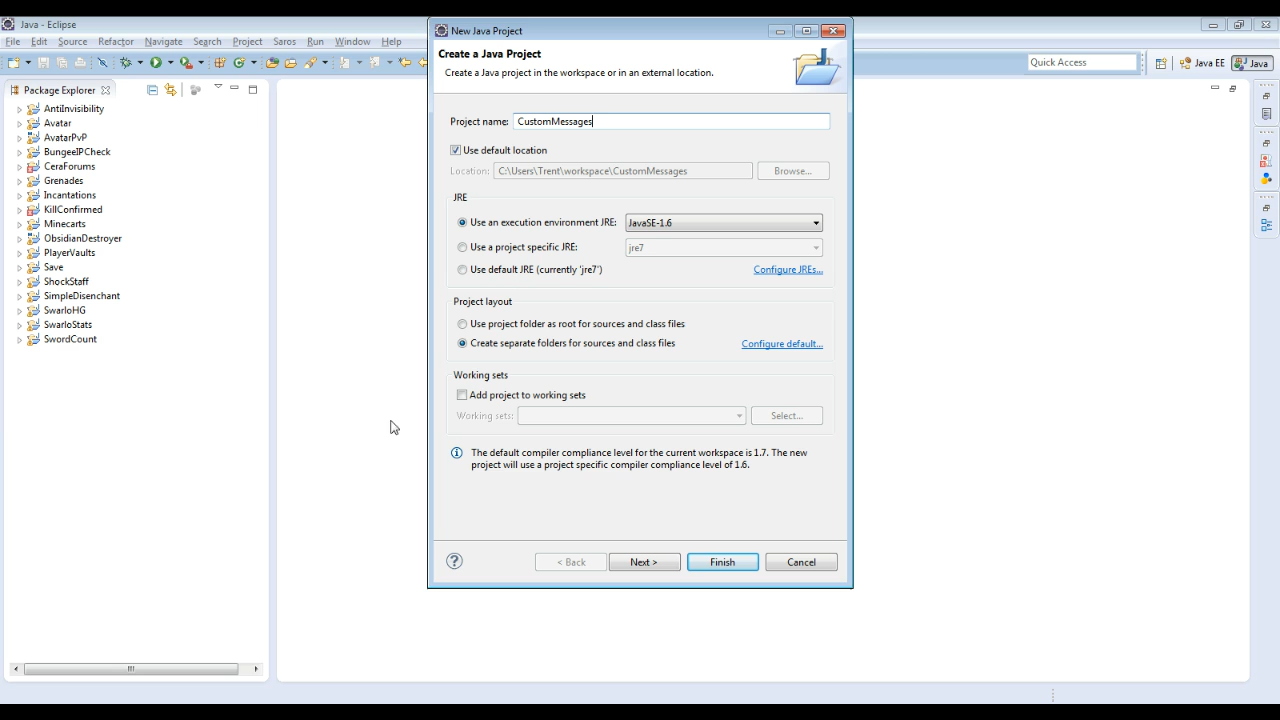 Java - Eclipse
New Java Project
File Edit Source Refactor Navigate Search Project Saros Run Window Help
Create a Java Project
Create a Java project in the workspace or in an external location.
Quick Access
Java EE
Java
Package Explorer
AntiInvisibility
Avatar
AvatarPvP
BungeeIPCheck
CeraForums
Grenades
Incantations
KillConfirmed
Minecarts
ObsidianDestroyer
PlayerVaults
Save
ShockStaff
SimpleDisenchant
SwarloHG
SwarloStats
SwordCount
Project name: CustomMessages
Use default location
Location: C:\Users\Trent\workspace\CustomMessages Browse...
JRE
Use an execution environment JRE: JavaSE-1.6
Use a project specific JRE: jre7
Use default JRE (currently 'jre7') Configure JREs...
Project layout
Use project folder as root for sources and class files
Create separate folders for sources and class files Configure default...
Working sets
Add project to working sets
Working sets: Select...
The default compiler compliance level for the current workspace is 1.7. The new
project will use a project specific compiler compliance level of 1.6.
< Back Next > Finish Cancel